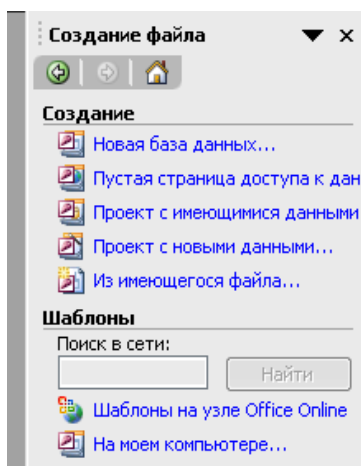 Создание файла
Создание
Новая база данных...
Пустая страница доступа к дан
Проект с имеющимися данными
Проект с новыми данными...
Из имеющегося файла...
Шаблоны
Поиск в сети:
Найти
Шаблоны на узле Office Online
На моем компьютере...